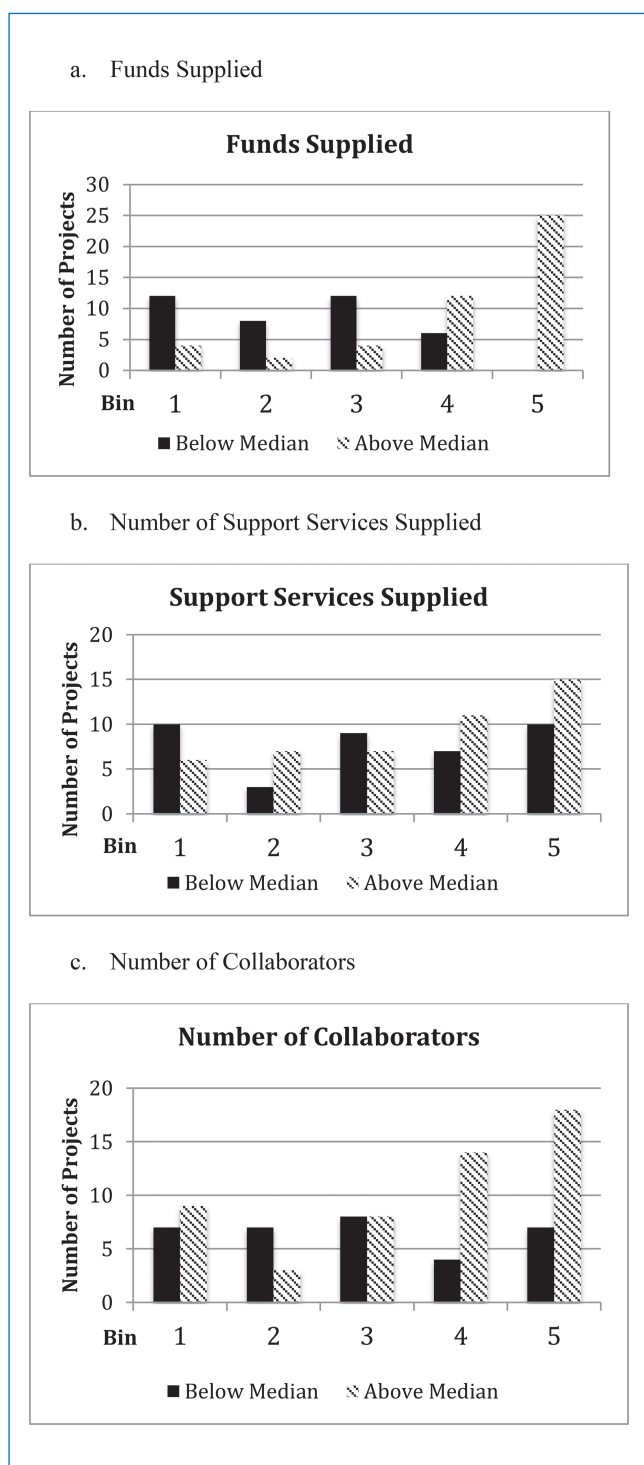 a. Funds Supplied
Funds Supplied
Number of Projects
30
25
20
15
10
5
0
Bin 1 2 3 4 5
Below Median Above Median
b. Number of Support Services Supplied
Support Services Supplied
Number of Projects
20
15
10
5
0
Bin 1 2 3 4 5
Below Median Above Median
c. Number of Collaborators
Number of Collaborators
Number of Projects
20
15
10
5
0
Bin 1 2 3 4 5
Below Median Above Median